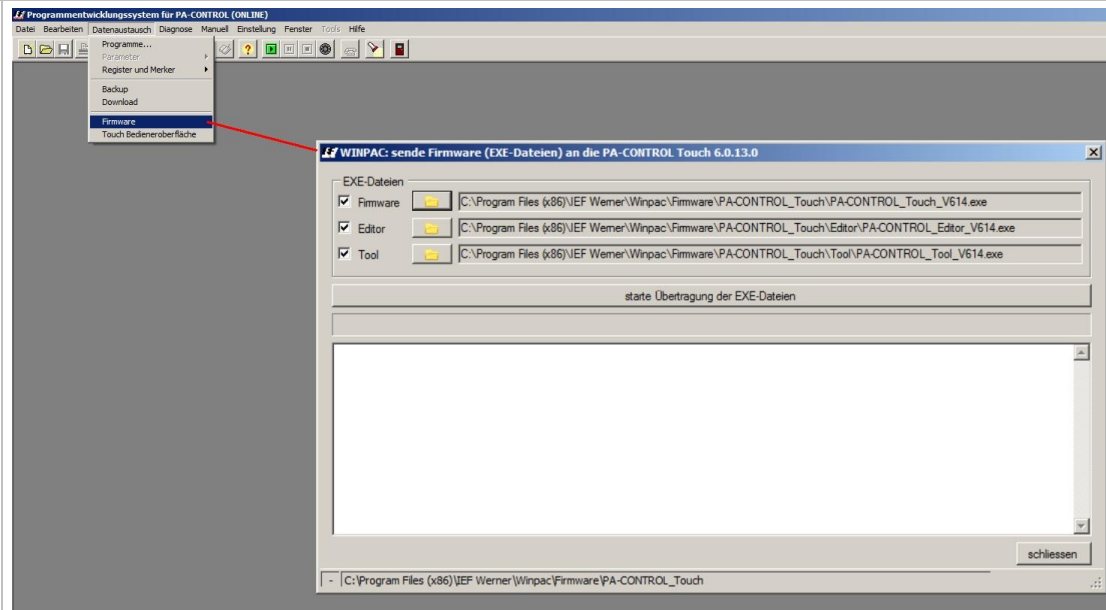 Programmentwicklungssystem für PA-CONTROL (ONLINE)
Datei Bearbeiten Datenaustausch Diagnose Manuell Einstellung Fenster Tools Hilfe
Programme...
Parameter
Register und Merker
Backup
Download
Firmware
Touch Bedieneroberfläche
WINPAC: sende Firmware (EXE-Dateien) an die PA-CONTROL Touch 6.0.13.0
EXE-Dateien
Firmware C:\Program Files (x86)\IEF Werner\Winpac\Firmware\PA-CONTROL_Touch\PA-CONTROL_Touch_V614.exe
Editor C:\Program Files (x86)\IEF Werner\Winpac\Firmware\PA-CONTROL_Touch\Editor\PA-CONTROL_Editor_V614.exe
Tool C:\Program Files (x86)\IEF Werner\Winpac\Firmware\PA-CONTROL_Touch\Tool\PA-CONTROL_Tool_V614.exe
starte Übertragung der EXE-Dateien
schliessen
- C:\Program Files (x86)\IEF Werner\Winpac\Firmware\PA-CONTROL_Touch